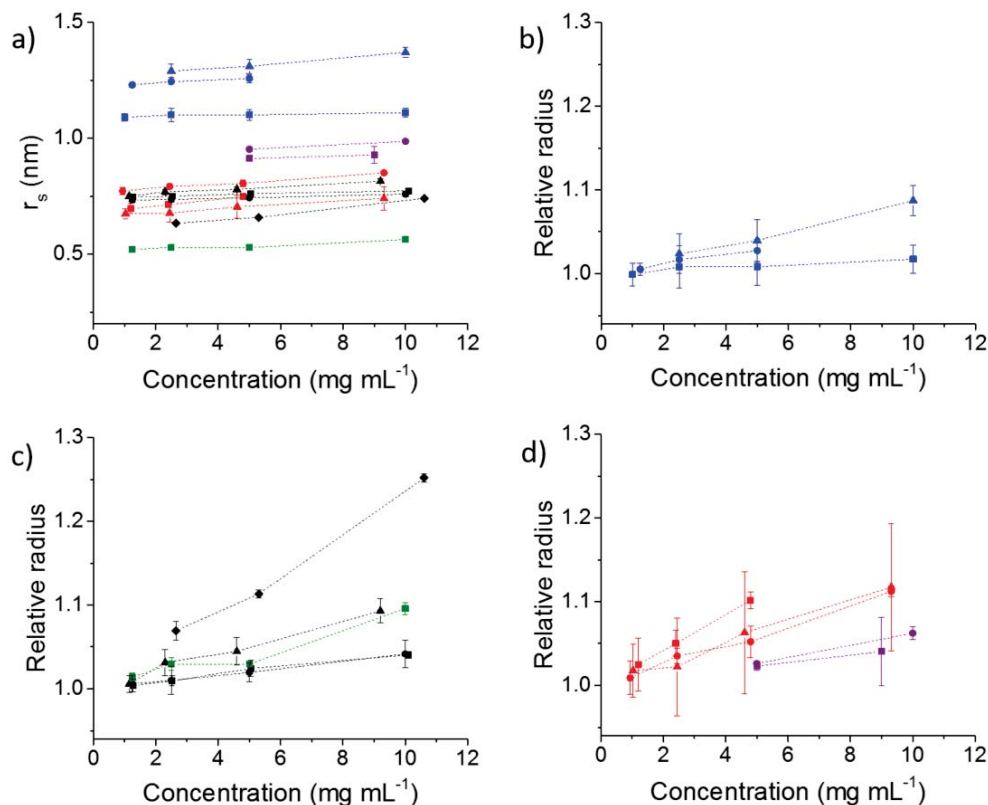 a)
1.5
1.0
0.5
r_s (nm)
0 2 4 6 8 10 12
Concentration (mg mL⁻¹)
b)
1.3
1.2
1.1
1.0
Relative radius
0 2 4 6 8 10 12
Concentration (mg mL⁻¹)
c)
1.3
1.2
1.1
1.0
Relative radius
0 2 4 6 8 10 12
Concentration (mg mL⁻¹)
d)
1.3
1.2
1.1
1.0
Relative radius
0 2 4 6 8 10 12
Concentration (mg mL⁻¹)